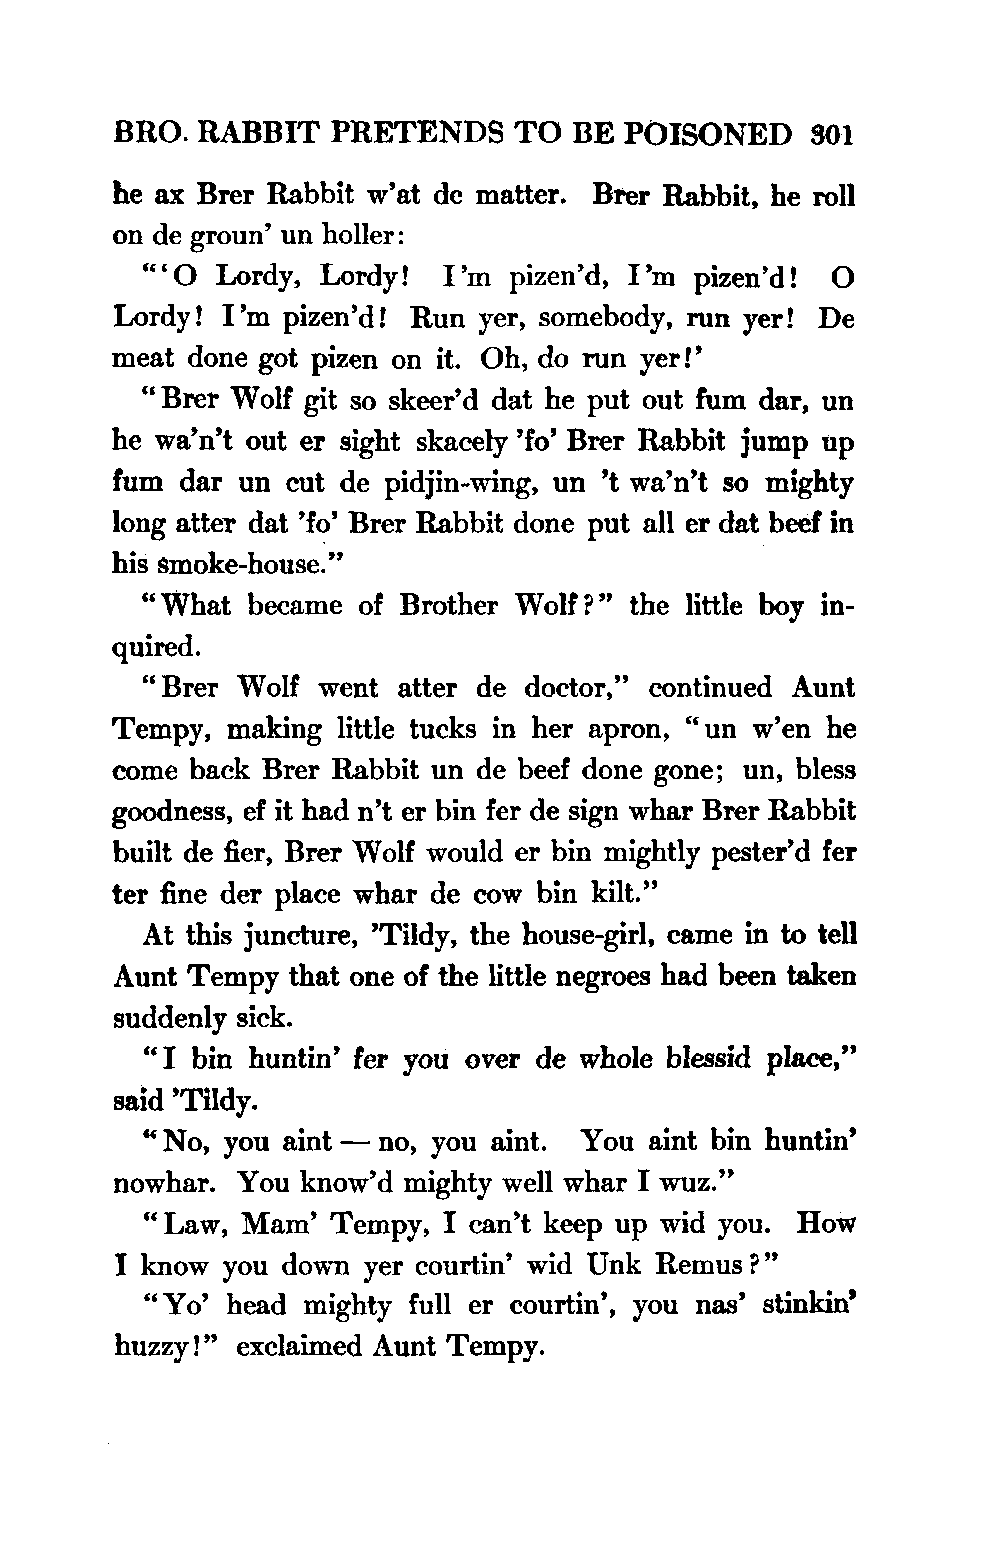 BRO. RABBIT PRETENDS TO BE POISONED 301
he ax Brer Rabbit w'at de matter. Brer Rabbit, he roll
on de groun' un holler:
"'O Lordy, Lordy! I'm pizen'd, I'm pizen'd! O
Lordy! I'm pizen'd! Run yer, somebody, run yer! De
meat done got pizen on it. Oh, do run yer!'
"Brer Wolf git so skeer'd dat he put out fum dar, un
he wa'n't out er sight skacely 'fo' Brer Rabbit jump up
fum dar un cut de pidjin-wing, un 't wa'n't so mighty
long atter dat 'fo' Brer Rabbit done put all er dat beef in
his smoke-house."
"What became of Brother Wolf?" the little boy in-
quired.
"Brer Wolf went atter de doctor," continued Aunt
Tempy, making little tucks in her apron, "un w'en he
come back Brer Rabbit un de beef done gone; un, bless
goodness, ef it had n't er bin fer de sign whar Brer Rabbit
built de fier, Brer Wolf would er bin mightly pester'd fer
ter fine der place whar de cow bin kilt."
At this juncture, 'Tildy, the house-girl, came in to tell
Aunt Tempy that one of the little negroes had been taken
suddenly sick.
"I bin huntin' fer you over de whole blessid place,"
said 'Tildy.
"No, you aint — no, you aint. You aint bin huntin'
nowhar. You know'd mighty well whar I wuz."
"Law, Mam' Tempy, I can't keep up wid you. How
I know you down yer courtin' wid Unk Remus?"
"Yo' head mighty full er courtin', you nas' stinkin'
huzzy!" exclaimed Aunt Tempy.